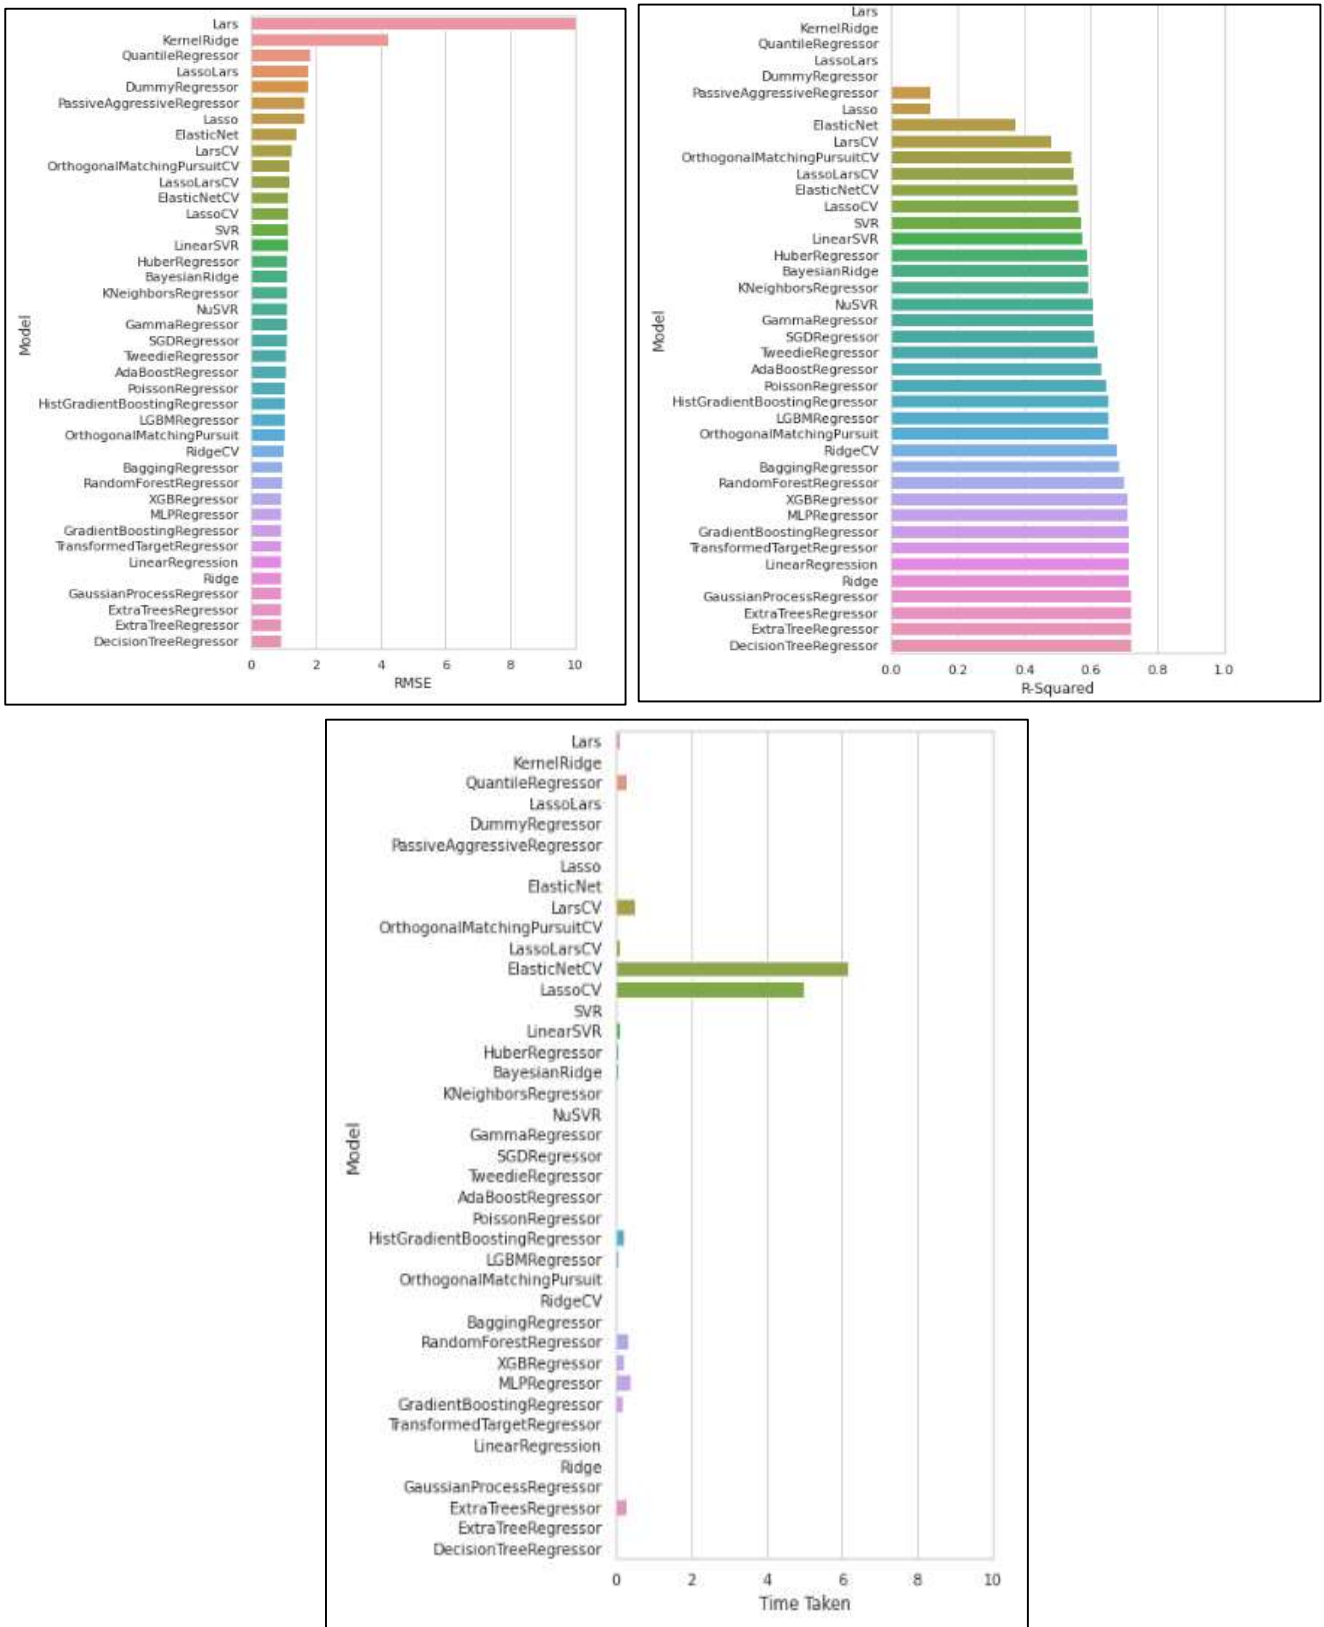 Lars
KernelRidge
QuantileRegressor
LassoLars
DummyRegressor
PassiveAggressiveRegressor
Lasso
ElasticNet
LarsCV
OrthogonalMatchingPursuitCV
LassoLarsCV
ElasticNetCV
LassoCV
SVR
LinearSVR
HuberRegressor
BayesianRidge
KNeighborsRegressor
NuSVR
GammaRegressor
SGDRegressor
TweedieRegressor
AdaBoostRegressor
PoissonRegressor
HistGradientBoostingRegressor
LGBMRegressor
OrthogonalMatchingPursuit
RidgeCV
BaggingRegressor
RandomForestRegressor
XGBRegressor
MLPRegressor
GradientBoostingRegressor
TransformedTargetRegressor
LinearRegression
Ridge
GaussianProcessRegressor
ExtraTreesRegressor
ExtraTreeRegressor
DecisionTreeRegressor
Model
0 2 4 6 8 10
RMSE
Lars
KernelRidge
QuantileRegressor
LassoLars
DummyRegressor
PassiveAggressiveRegressor
Lasso
ElasticNet
LarsCV
OrthogonalMatchingPursuitCV
LassoLarsCV
ElasticNetCV
LassoCV
SVR
LinearSVR
HuberRegressor
BayesianRidge
KNeighborsRegressor
NuSVR
GammaRegressor
SGDRegressor
TweedieRegressor
AdaBoostRegressor
PoissonRegressor
HistGradientBoostingRegressor
LGBMRegressor
OrthogonalMatchingPursuit
RidgeCV
BaggingRegressor
RandomForestRegressor
XGBRegressor
MLPRegressor
GradientBoostingRegressor
TransformedTargetRegressor
LinearRegression
Ridge
GaussianProcessRegressor
ExtraTreesRegressor
ExtraTreeRegressor
DecisionTreeRegressor
Model
0.0 0.2 0.4 0.6 0.8 1.0
R-Squared
Lars
KernelRidge
QuantileRegressor
LassoLars
DummyRegressor
PassiveAggressiveRegressor
Lasso
ElasticNet
LarsCV
OrthogonalMatchingPursuitCV
LassoLarsCV
ElasticNetCV
LassoCV
SVR
LinearSVR
HuberRegressor
BayesianRidge
KNeighborsRegressor
NuSVR
GammaRegressor
SGDRegressor
TweedieRegressor
AdaBoostRegressor
PoissonRegressor
HistGradientBoostingRegressor
LGBMRegressor
OrthogonalMatchingPursuit
RidgeCV
BaggingRegressor
RandomForestRegressor
XGBRegressor
MLPRegressor
GradientBoostingRegressor
TransformedTargetRegressor
LinearRegression
Ridge
GaussianProcessRegressor
ExtraTreesRegressor
ExtraTreeRegressor
DecisionTreeRegressor
Model
0 2 4 6 8 10
Time Taken